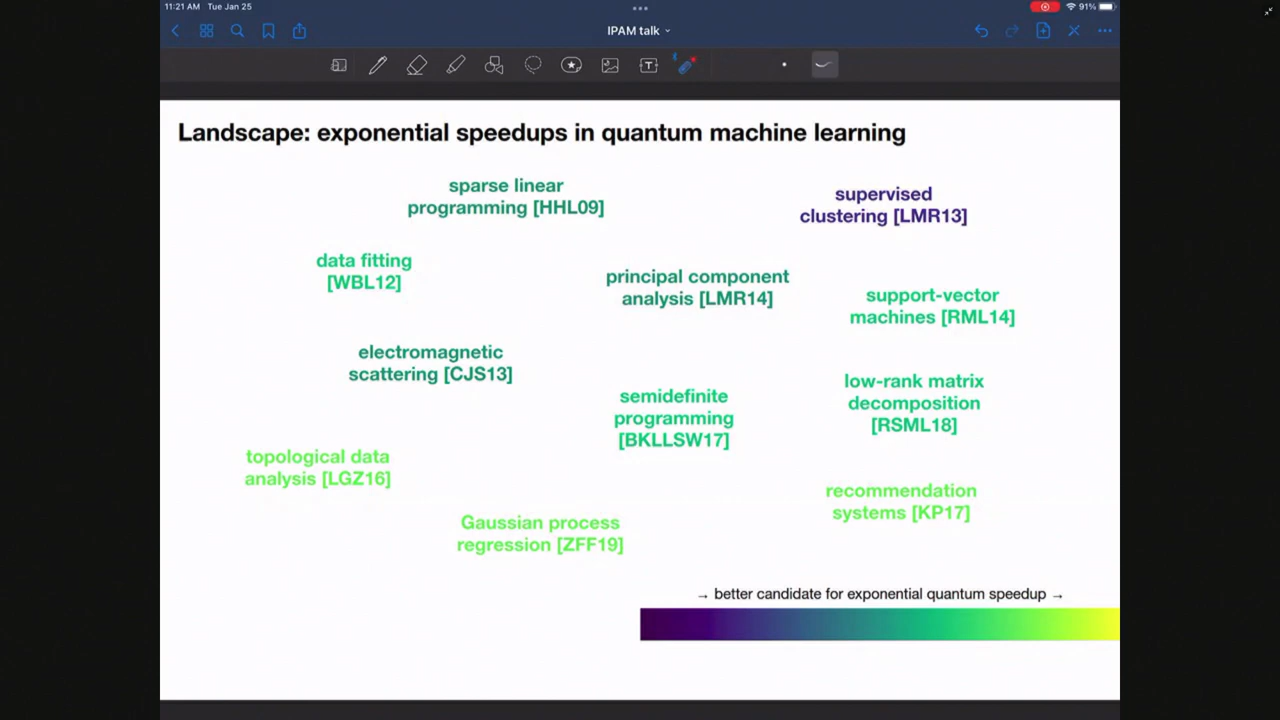 11:21 AM Tue Jan 25
91%
IPAM talk
Landscape: exponential speedups in quantum machine learning
sparse linear
programming [HHL09]
supervised
clustering [LMR13]
data fitting
[WBL12]
principal component
analysis [LMR14]
support-vector
machines [RML14]
electromagnetic
scattering [CJS13]
semidefinite
programming
[BKLLSW17]
low-rank matrix
decomposition
[RSML18]
topological data
analysis [LGZ16]
recommendation
systems [KP17]
Gaussian process
regression [ZFF19]
→ better candidate for exponential quantum speedup →